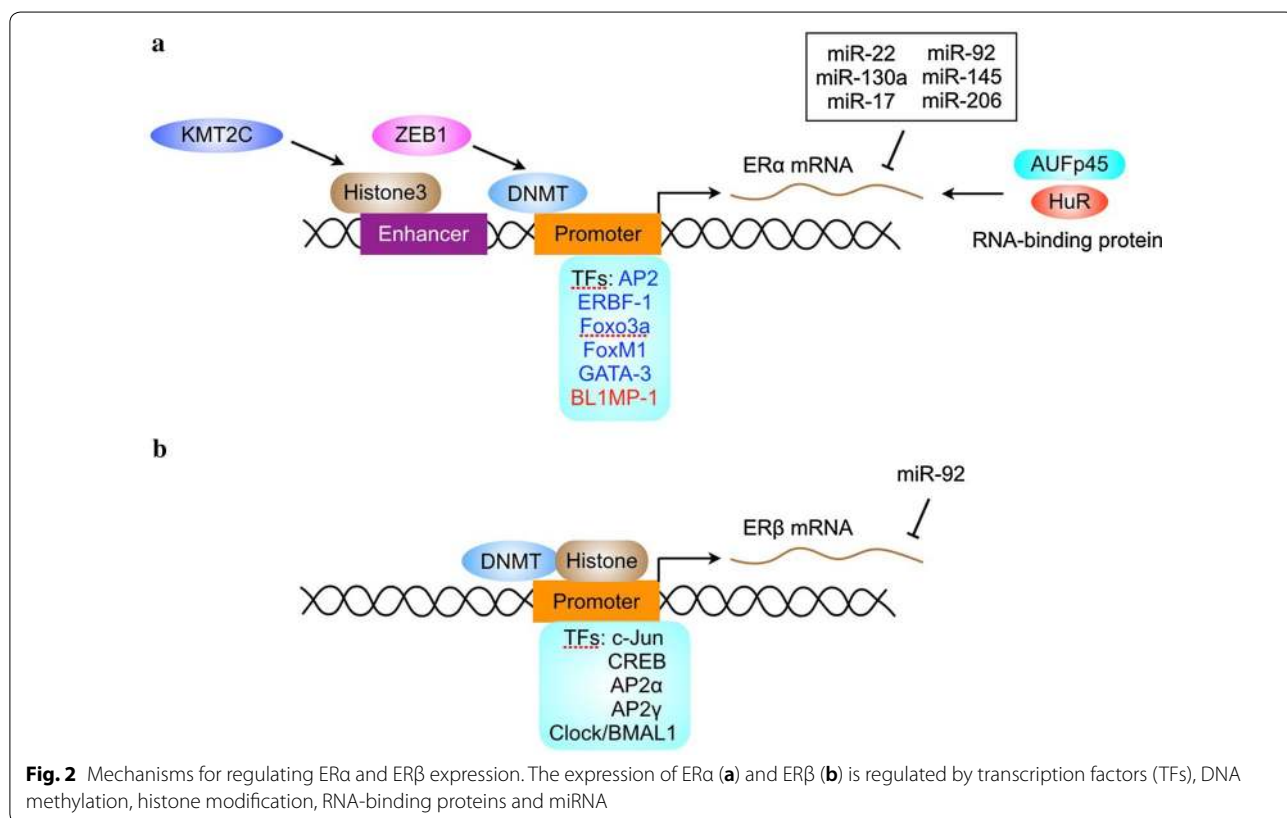 a
miR-22 miR-92
miR-130a miR-145
miR-17 miR-206
KMT2C
ZEB1
ERα mRNA
AUFp45
Histone3
DNMT
HuR
Enhancer
Promoter
RNA-binding protein
TFs: AP2
ERBF-1
Foxo3a
FoxM1
GATA-3
BL1MP-1
b
miR-92
ERβ mRNA
DNMT
Histone
Promoter
TFs: c-Jun
CREB
AP2α
AP2γ
Clock/BMAL1
Fig. 2 Mechanisms for regulating ERα and ERβ expression. The expression of ERα (a) and ERβ (b) is regulated by transcription factors (TFs), DNA
methylation, histone modification, RNA-binding proteins and miRNA